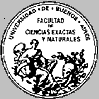 UNIVERSIDAD · DE · BUENOS · AIRES
FACULTAD
DE
CIENCIAS EXACTAS
Y NATURALES